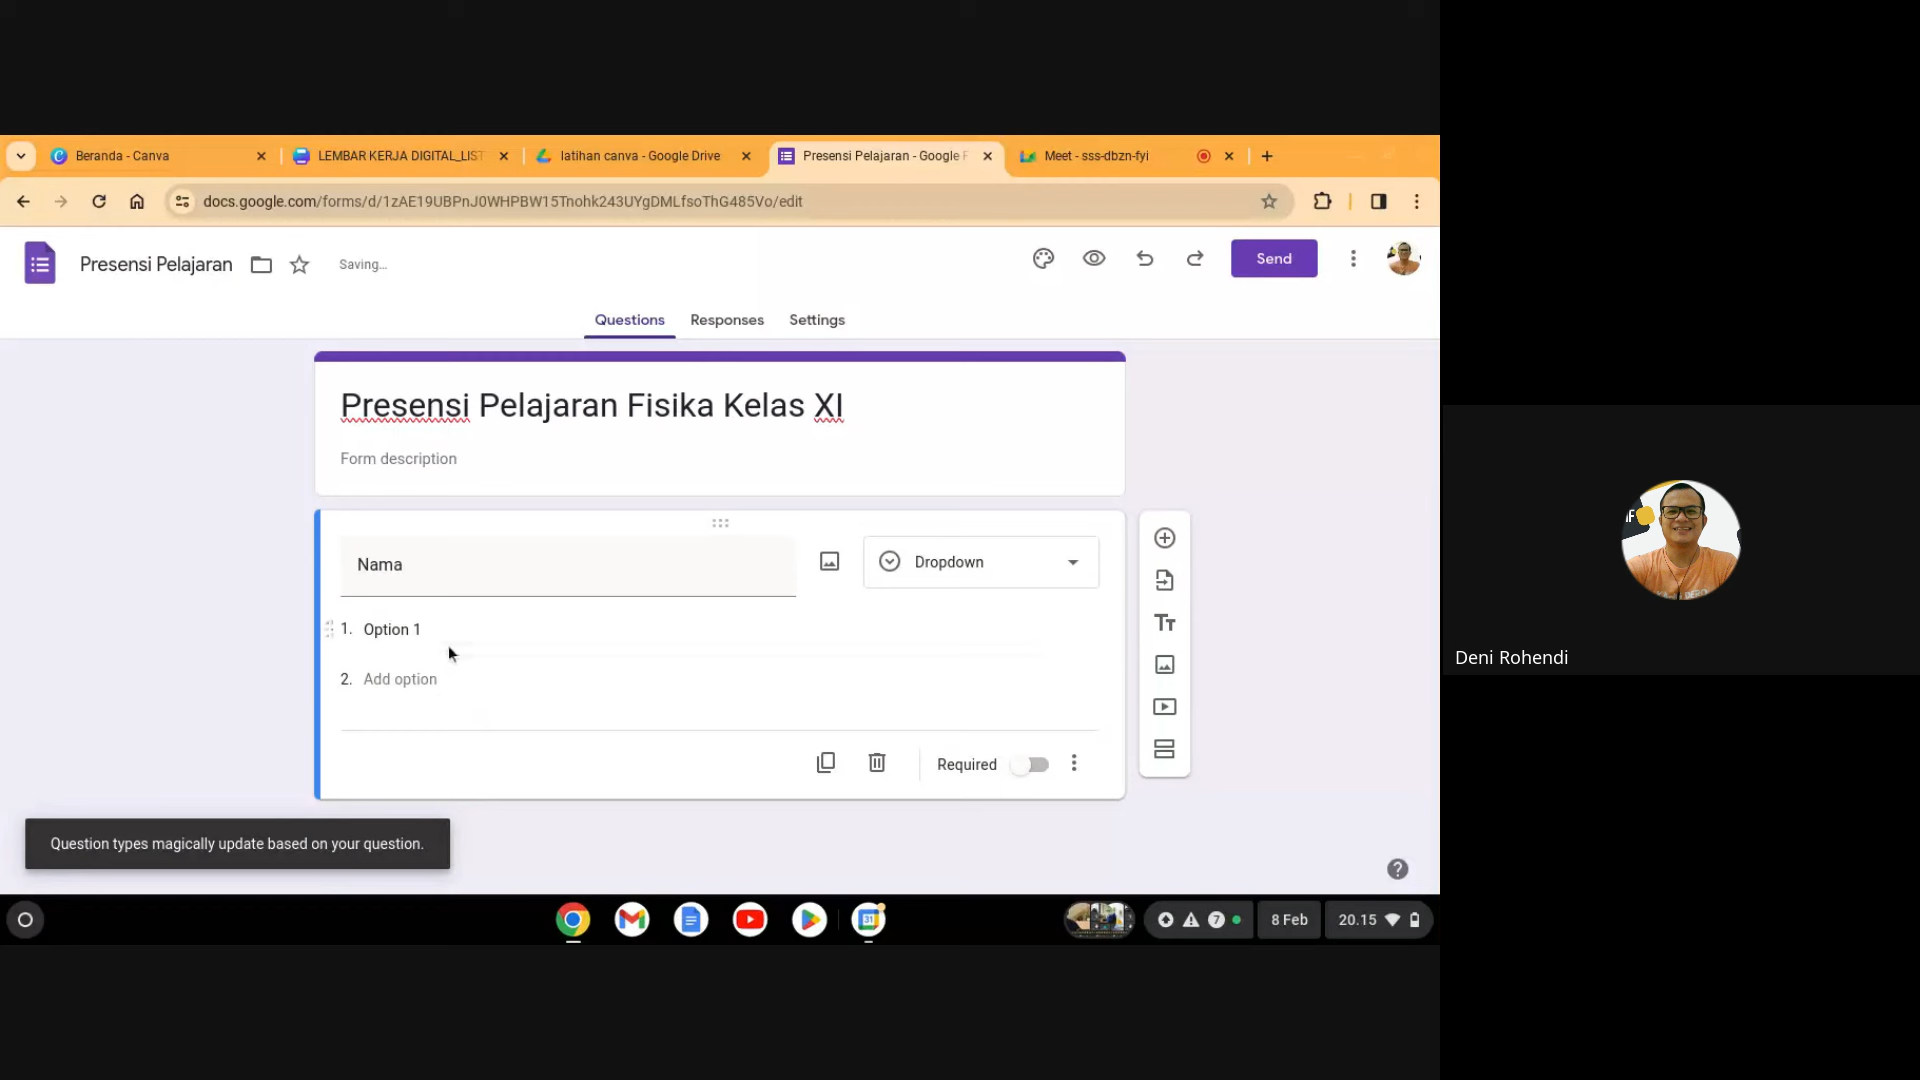 Beranda - Canva
LEMBAR KERJA DIGITAL_LIST
latihan canva - Google Drive
Presensi Pelajaran - Google F
Meet - sss-dbzn-fyi
docs.google.com/forms/d/1zAE19UBPnJ0WHPBW15Tnohk243UYgDMLfsoThG485Vo/edit
Presensi Pelajaran
Saving...
Send
Questions
Responses
Settings
Presensi Pelajaran Fisika Kelas XI
Form description
Nama
Dropdown
1. Option 1
2. Add option
Required
Question types magically update based on your question.
Deni Rohendi
31
7
8 Feb
20.15